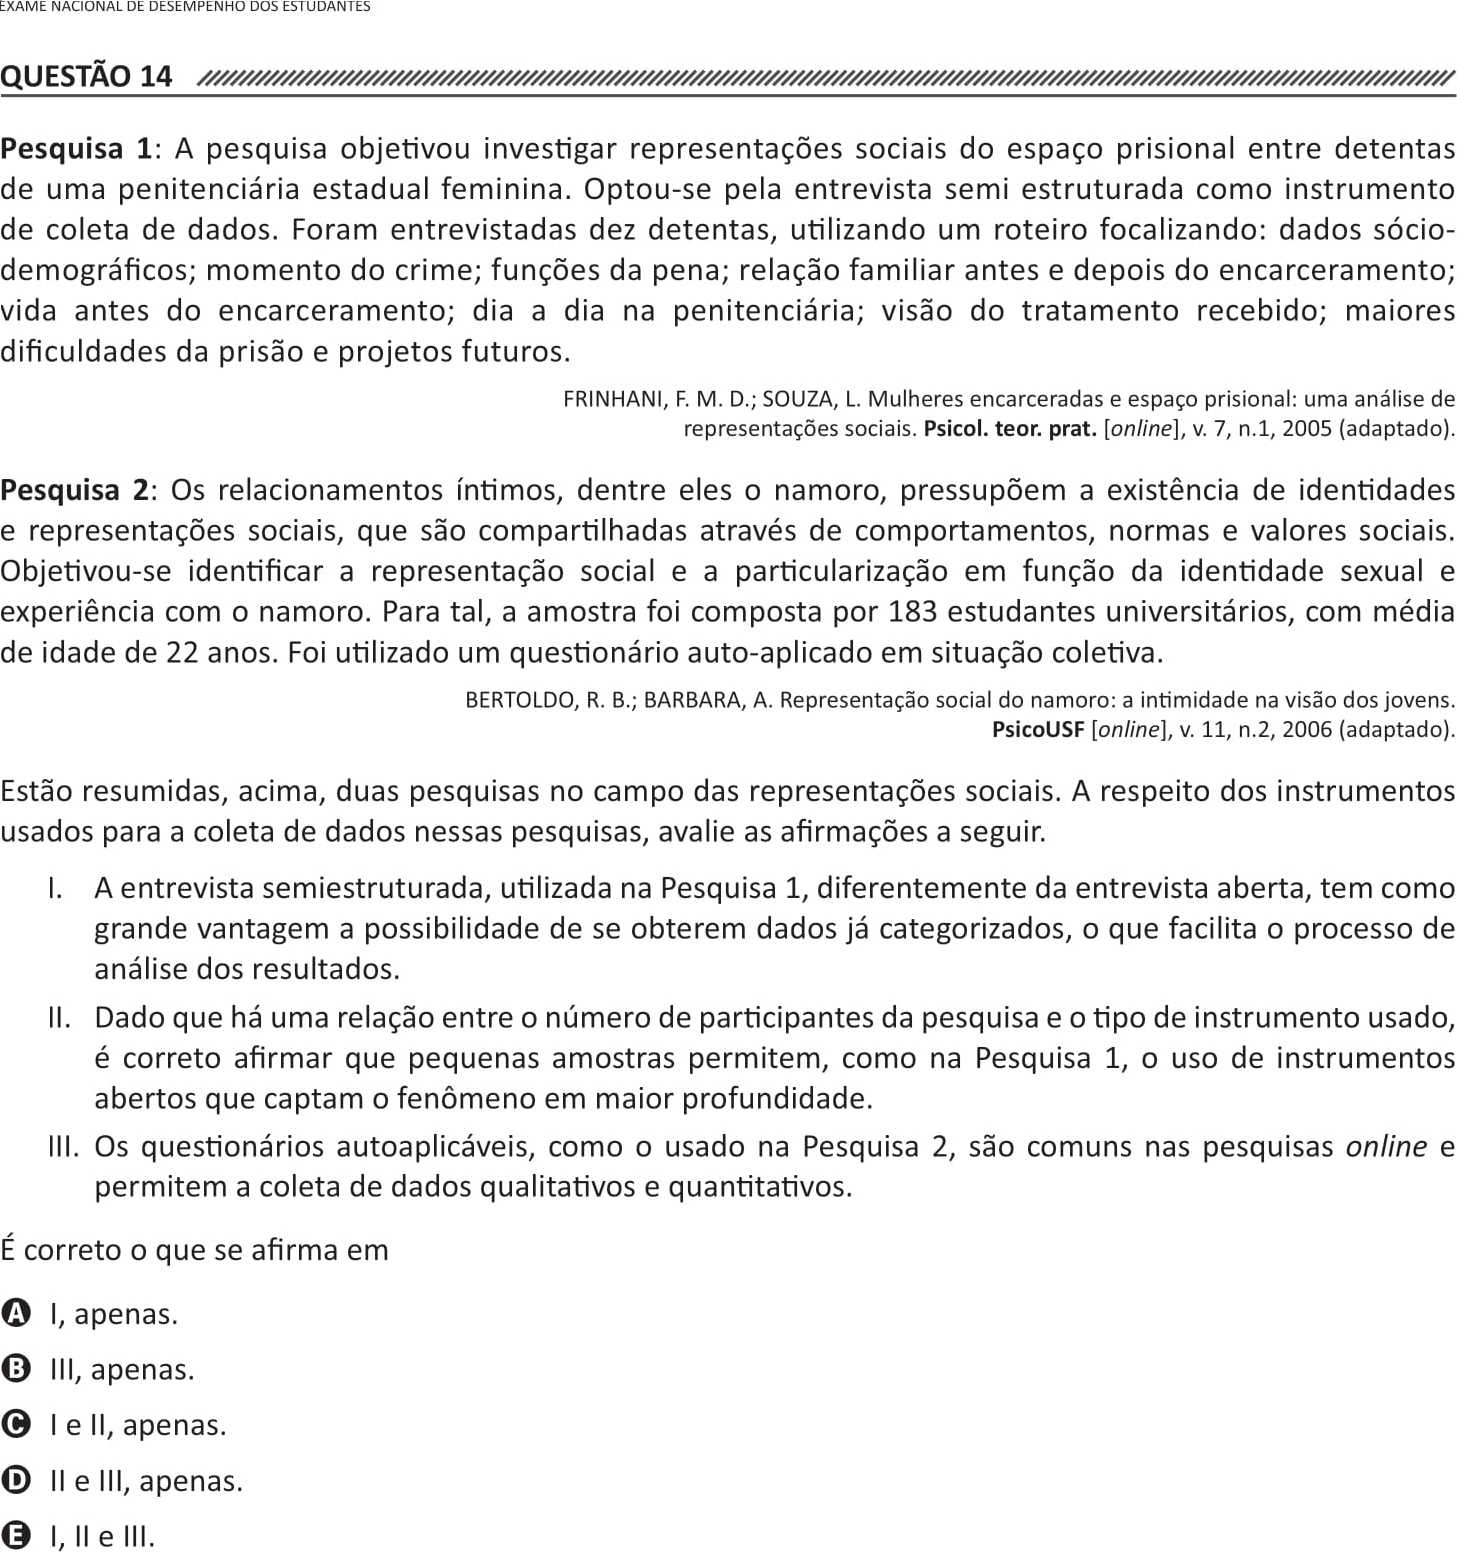 EXAME NACIONAL DE DESEMPENHO DOS ESTUDANTES
QUESTÃO 14
Pesquisa 1: A pesquisa objetivou investigar representações sociais do espaço prisional entre detentas
de uma penitenciária estadual feminina. Optou-se pela entrevista semi estruturada como instrumento
de coleta de dados. Foram entrevistadas dez detentas, utilizando um roteiro focalizando: dados sócio-
demográficos; momento do crime; funções da pena; relação familiar antes e depois do encarceramento;
vida antes do encarceramento; dia a dia na penitenciária; visão do tratamento recebido; maiores
dificuldades da prisão e projetos futuros.
FRINHANI, F. M. D.; SOUZA, L. Mulheres encarceradas e espaço prisional: uma análise de
representações sociais. Psicol. teor. prat. [online], v. 7, n.1, 2005 (adaptado).
Pesquisa 2: Os relacionamentos íntimos, dentre eles o namoro, pressupõem a existência de identidades
e representações sociais, que são compartilhadas através de comportamentos, normas e valores sociais.
Objetivou-se identificar a representação social e a particularização em função da identidade sexual e
experiência com o namoro. Para tal, a amostra foi composta por 183 estudantes universitários, com média
de idade de 22 anos. Foi utilizado um questionário auto-aplicado em situação coletiva.
BERTOLDO, R. B.; BARBARA, A. Representação social do namoro: a intimidade na visão dos jovens.
PsicoUSF [online], v. 11, n.2, 2006 (adaptado).
Estão resumidas, acima, duas pesquisas no campo das representações sociais. A respeito dos instrumentos
usados para a coleta de dados nessas pesquisas, avalie as afirmações a seguir.
I. A entrevista semiestruturada, utilizada na Pesquisa 1, diferentemente da entrevista aberta, tem como
grande vantagem a possibilidade de se obterem dados já categorizados, o que facilita o processo de
análise dos resultados.
II. Dado que há uma relação entre o número de participantes da pesquisa e o tipo de instrumento usado,
é correto afirmar que pequenas amostras permitem, como na Pesquisa 1, o uso de instrumentos
abertos que captam o fenômeno em maior profundidade.
III. Os questionários autoaplicáveis, como o usado na Pesquisa 2, são comuns nas pesquisas online e
permitem a coleta de dados qualitativos e quantitativos.
É correto o que se afirma em
A I, apenas.
B III, apenas.
C I e II, apenas.
D II e III, apenas.
E I, II e III.